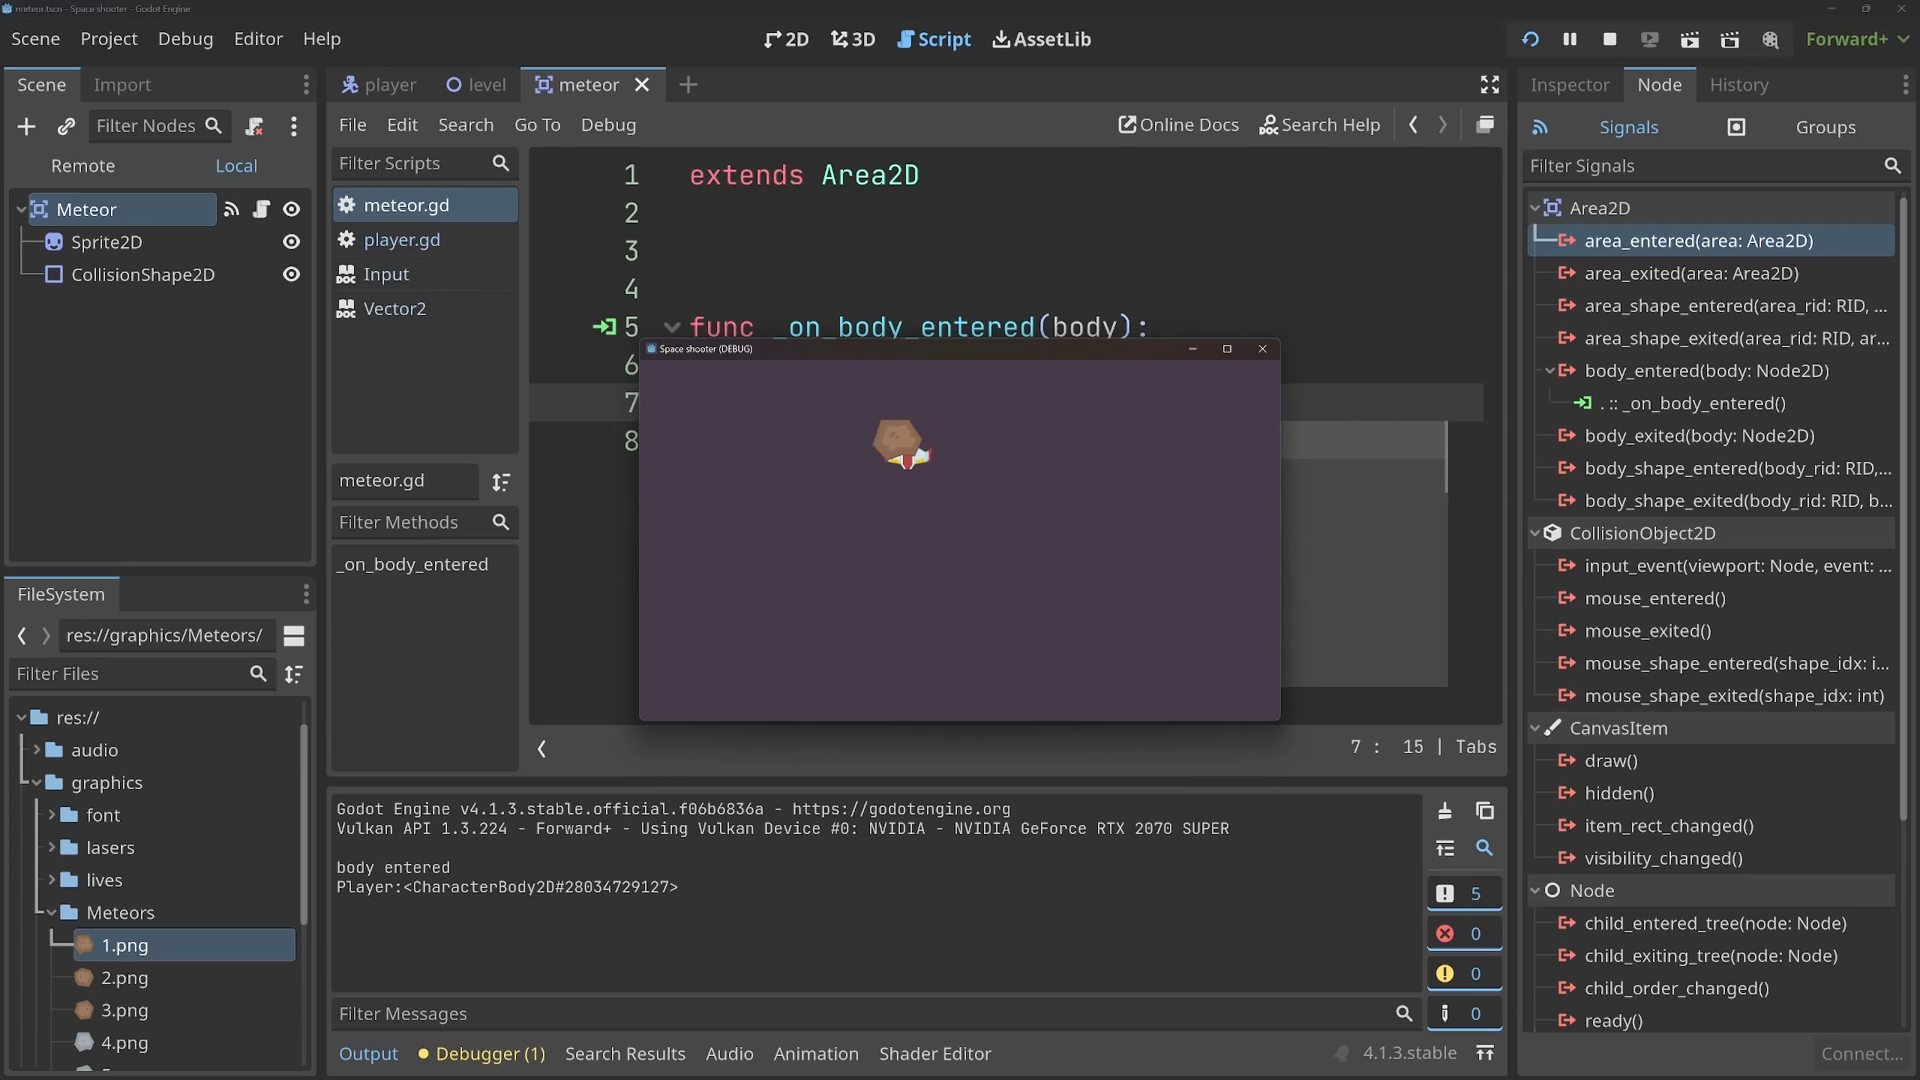 meteor.tscn - Space shooter - Godot Engine
Scene Project Debug Editor Help
2D 3D Script AssetLib
Forward+
Scene Import
player level meteor
Inspector Node History
Filter Nodes
File Edit Search Go To Debug
Online Docs Search Help
Signals Groups
Remote Local
Filter Scripts
Filter Signals
Meteor
Sprite2D
CollisionShape2D
meteor.gd
player.gd
DOC Input
DOC Vector2
meteor.gd
Filter Methods
_on_body_entered
1 extends Area2D
2
3
4
5 func _on_body_entered(body):
6
7
8
Space shooter (DEBUG)
7 : 15 | Tabs
Area2D
area_entered(area: Area2D)
area_exited(area: Area2D)
area_shape_entered(area_rid: RID, ...
area_shape_exited(area_rid: RID, ar...
body_entered(body: Node2D)
. :: _on_body_entered()
body_exited(body: Node2D)
body_shape_entered(body_rid: RID,...
body_shape_exited(body_rid: RID, b...
CollisionObject2D
input_event(viewport: Node, event: ...
mouse_entered()
mouse_exited()
mouse_shape_entered(shape_idx: i...
mouse_shape_exited(shape_idx: int)
CanvasItem
draw()
hidden()
item_rect_changed()
visibility_changed()
Node
child_entered_tree(node: Node)
child_exiting_tree(node: Node)
child_order_changed()
ready()
Connect...
FileSystem
res://graphics/Meteors/
Filter Files
res://
audio
graphics
font
lasers
lives
Meteors
1.png
2.png
3.png
4.png
Godot Engine v4.1.3.stable.official.f06b6836a - https://godotengine.org
Vulkan API 1.3.224 - Forward+ - Using Vulkan Device #0: NVIDIA - NVIDIA GeForce RTX 2070 SUPER
body entered
Player:<CharacterBody2D#28034729127>
5
0
0
0
Filter Messages
Output Debugger (1) Search Results Audio Animation Shader Editor
4.1.3.stable